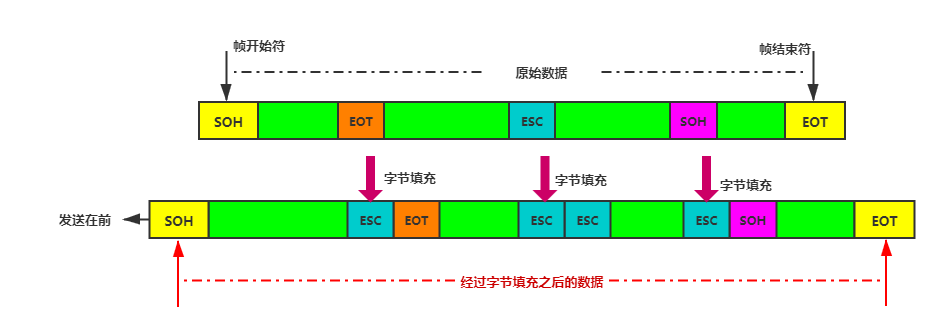 帧开始符
帧结束符
原始数据
SOH EOT ESC SOH EOT
字节填充 字节填充 字节填充
发送在前 SOH ESC EOT ESC ESC ESC SOH EOT
经过字节填充之后的数据